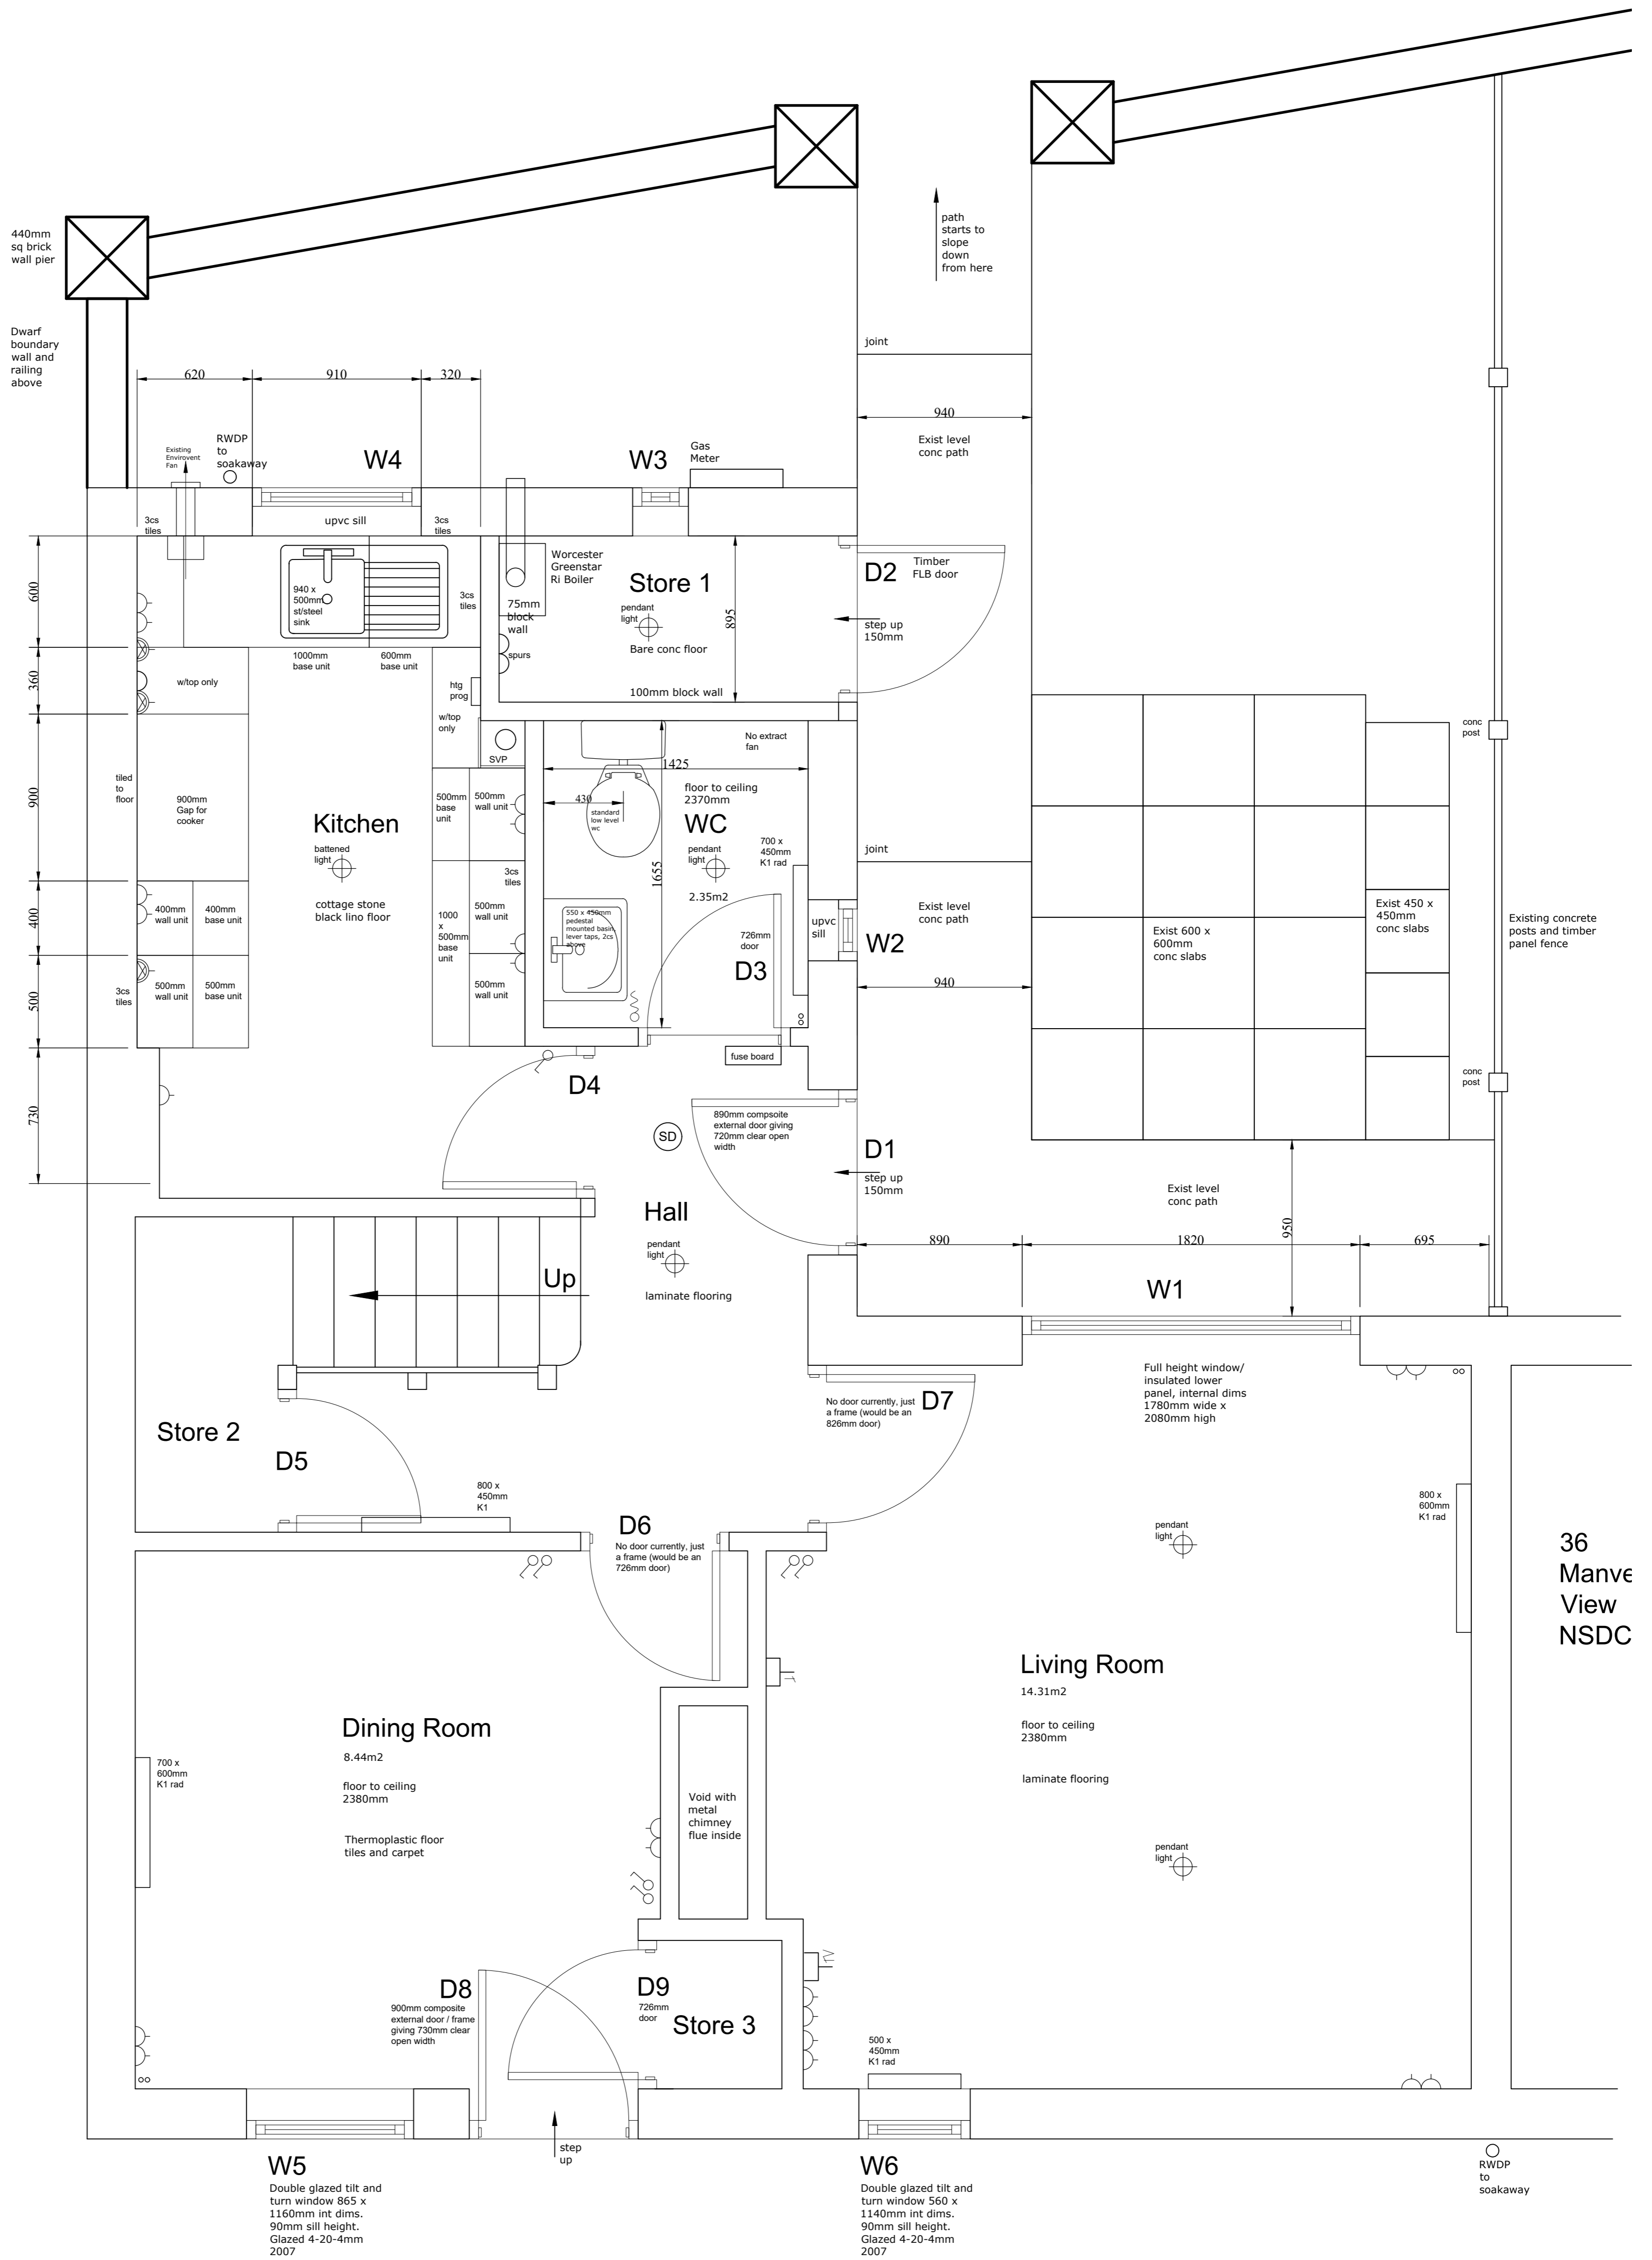 path
starts to
slope
down
from here
440mm
sq brick
wall pier
Dwarf
boundary
wall and
railing
above
joint
620
910
320
940
Exist level
conc path
Existing
Envirovent
Fan
RWDP
to
soakaway
W4
W3
Gas
Meter
3cs
tiles
upvc sill
3cs
tiles
600
360
900
400
500
730
940 x
500mm
st/steel
sink
3cs
tiles
1000mm
base unit
600mm
base unit
Worcester
Greenstar
Ri Boiler
75mm
block
wall
spurs
Store 1
pendant
light
Bare conc floor
895
100mm block wall
D2
Timber
FLB door
step up
150mm
w/top only
htg
prog
w/top
only
SVP
tiled
to
floor
900mm
Gap for
cooker
Kitchen
battened
light
cottage stone
black lino floor
500mm
base
unit
500mm
wall unit
3cs
tiles
500mm
wall unit
1000
x
500mm
base
unit
500mm
wall unit
400mm
wall unit
400mm
base unit
500mm
wall unit
500mm
base unit
3cs
tiles
No extract
fan
1425
430
standard
low level
wc
floor to ceiling
2370mm
WC
pendant
light
2.35m2
1655
700 x
450mm
K1 rad
550 x 450mm
pedestal
mounted basin,
lever taps, 2cs
above
726mm
door
D3
upvc
sill
W2
joint
Exist level
conc path
940
Exist 600 x
600mm
conc slabs
Exist 450 x
450mm
conc slabs
conc
post
Existing concrete
posts and timber
panel fence
conc
post
fuse board
D4
SD
890mm compsoite
external door giving
720mm clear open
width
D1
step up
150mm
Exist level
conc path
950
890
1820
695
W1
Hall
pendant
light
laminate flooring
Up
Full height window/
insulated lower
panel, internal dims
1780mm wide x
2080mm high
No door currently, just
a frame (would be an
826mm door)
D7
Store 2
D5
800 x
450mm
K1
D6
No door currently, just
a frame (would be an
726mm door)
800 x
600mm
K1 rad
pendant
light
36
Manve
View
NSDC
Living Room
14.31m2
floor to ceiling
2380mm
laminate flooring
pendant
light
Dining Room
8.44m2
floor to ceiling
2380mm
Thermoplastic floor
tiles and carpet
700 x
600mm
K1 rad
Void with
metal
chimney
flue inside
D8
900mm composite
external door / frame
giving 730mm clear
open width
D9
726mm
door
Store 3
500 x
450mm
K1 rad
step
up
W5
Double glazed tilt and
turn window 865 x
1160mm int dims.
90mm sill height.
Glazed 4-20-4mm
2007
W6
Double glazed tilt and
turn window 560 x
1140mm int dims.
90mm sill height.
Glazed 4-20-4mm
2007
RWDP
to
soakaway